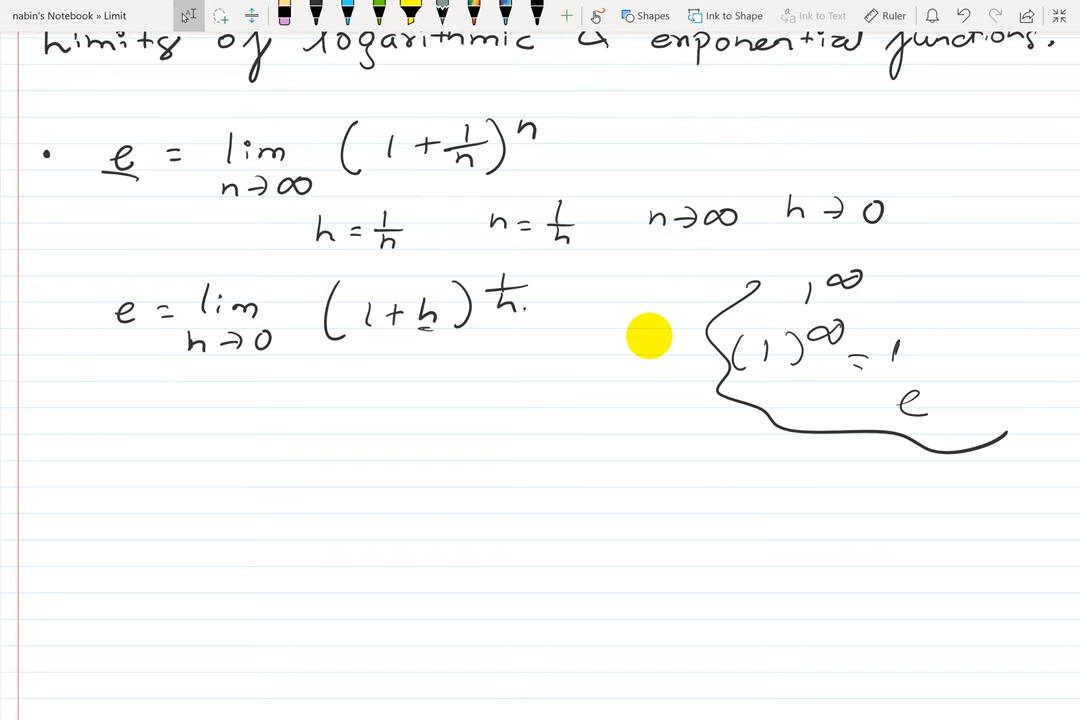 nabin's Notebook » Limit
Shapes Ink to Shape Ink to Text Ruler
Limits of logarithmic & exponential functions.
• e = lim n→∞ (1 + 1/n)^n
h = 1/n n = 1/h n→∞ h→0
e = lim h→0 (1 + h)^1/h.
1^∞
(1)^∞ = 1
e